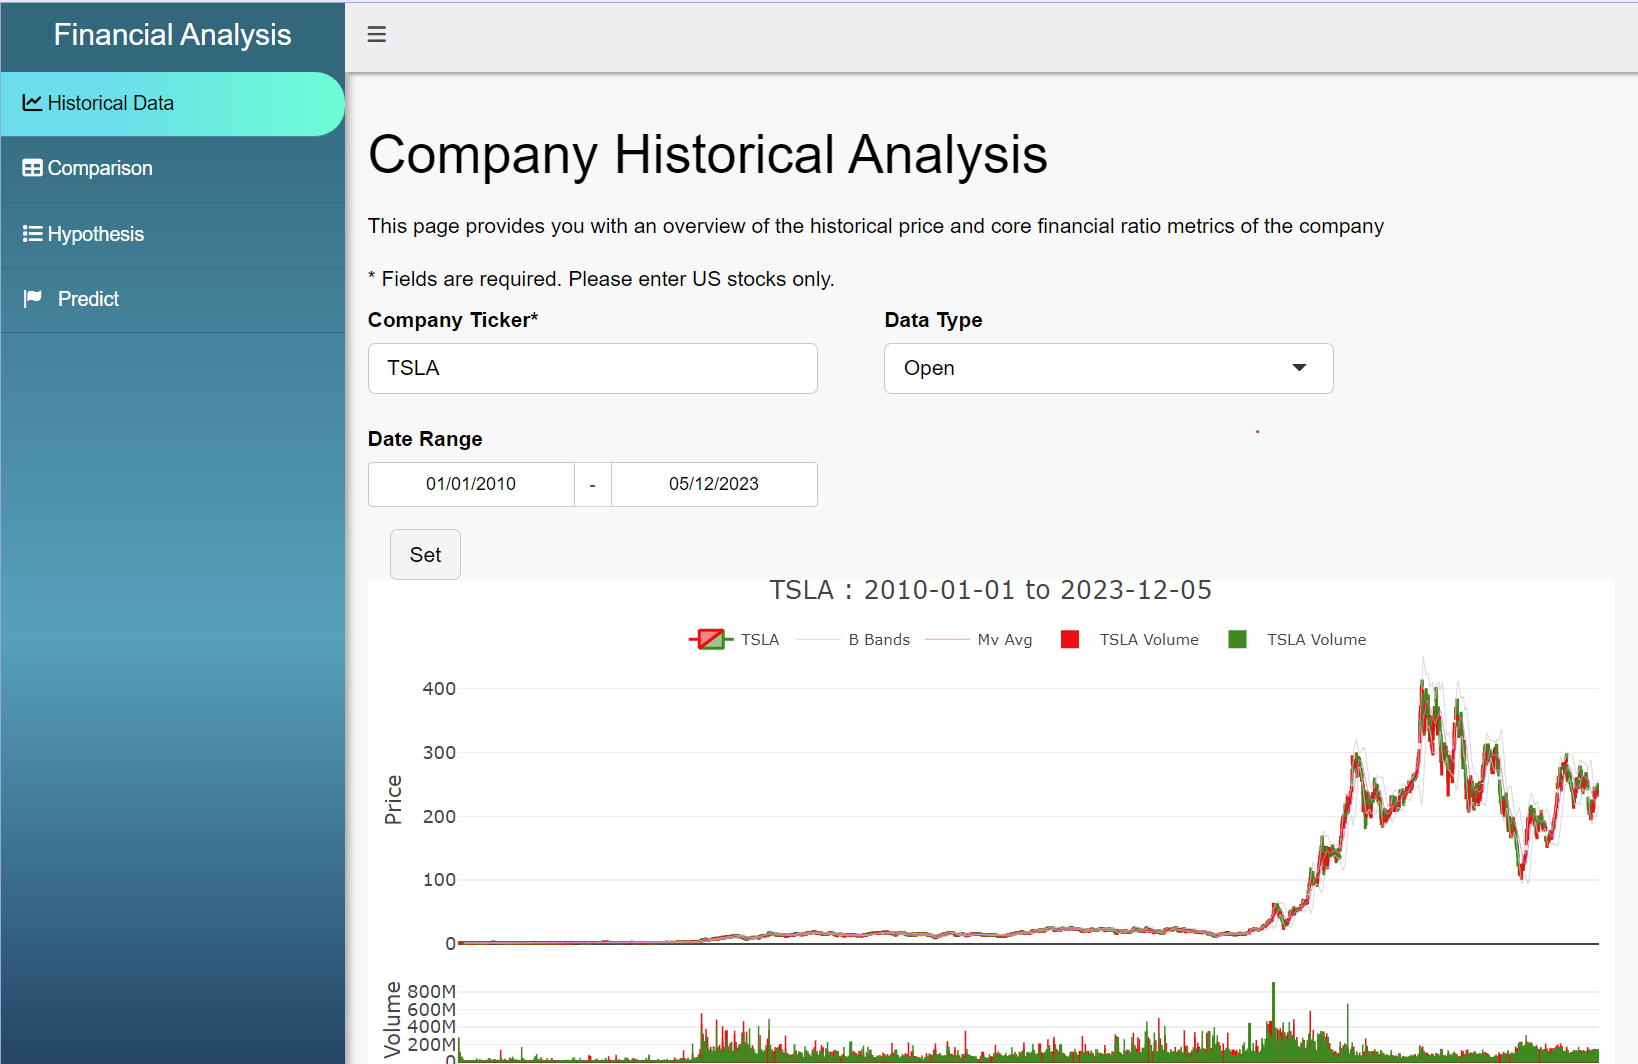 Financial Analysis
Historical Data
Comparison
Hypothesis
Predict
Company Historical Analysis
This page provides you with an overview of the historical price and core financial ratio metrics of the company
* Fields are required. Please enter US stocks only.
Company Ticker*
Data Type
TSLA
Open
Date Range
01/01/2010 - 05/12/2023
Set
TSLA : 2010-01-01 to 2023-12-05
TSLA B Bands Mv Avg TSLA Volume TSLA Volume
Price
400
300
200
100
0
Volume
800M
600M
400M
200M
0